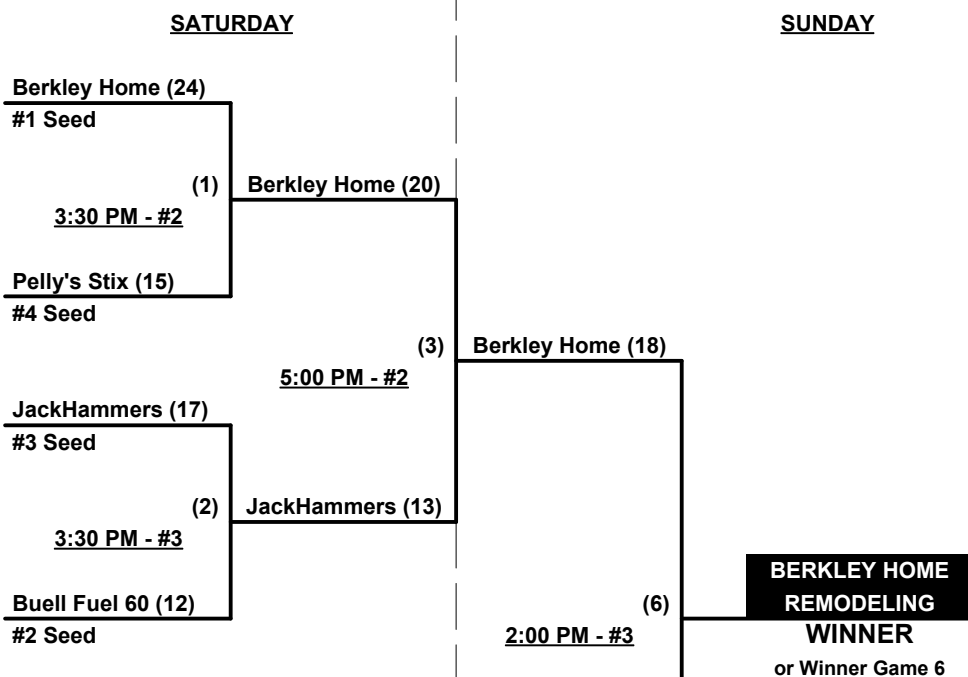 SATURDAY
SUNDAY
Berkley Home (24)
#1 Seed
(1)
Berkley Home (20)
3:30 PM - #2
Pelly's Stix (15)
#4 Seed
(3)
Berkley Home (18)
5:00 PM - #2
JackHammers (17)
#3 Seed
(2)
JackHammers (13)
3:30 PM - #3
BERKLEY HOME
REMODELING
Buell Fuel 60 (12)
#2 Seed
(6)
2:00 PM - #3
WINNER
or Winner Game 6